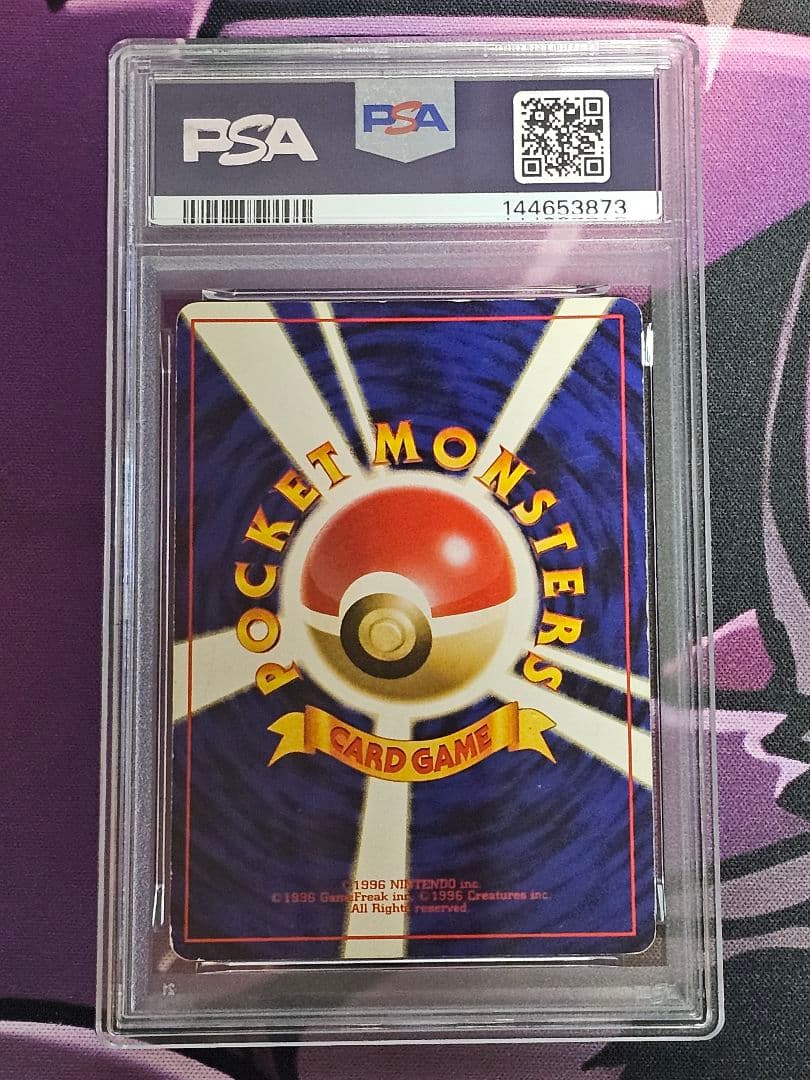 PSA
PSA
144653873
POCKET MONSTERS
CARD GAME
©1996 NINTENDO inc.
©1996 GameFreak inc. ©1996 Creatures inc.
All Rights reserved.